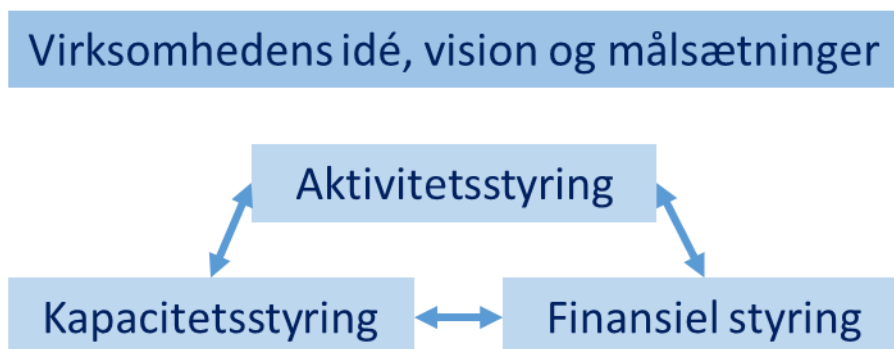 Virksomhedens idé, vision og målsætninger
Aktivitetsstyring
Kapacitetsstyring
Finansiel styring